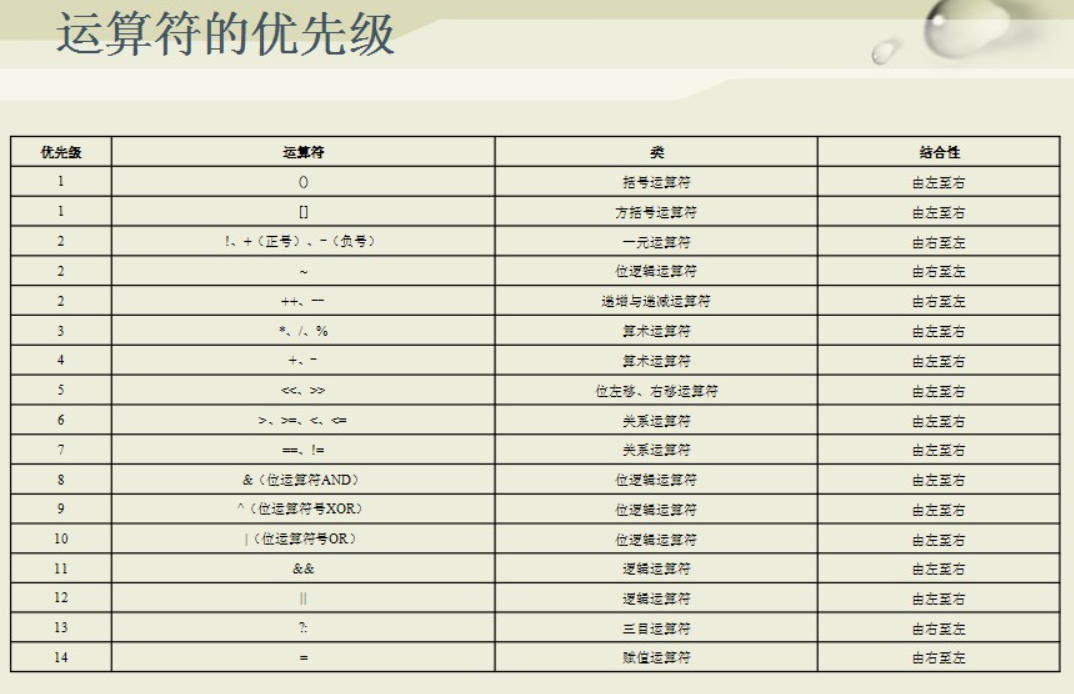 运算符的优先级
优先级 运算符 类 结合性
1 () 括号运算符 由左至右
1 [] 方括号运算符 由左至右
2 !、+（正号）、-（负号） 一元运算符 由右至左
2 ~ 位逻辑运算符 由右至左
2 ++、-- 递增与递减运算符 由右至左
3 *、/、% 算术运算符 由左至右
4 +、- 算术运算符 由左至右
5 <<、>> 位左移、右移运算符 由左至右
6 >、>=、<、<= 关系运算符 由左至右
7 ==、!= 关系运算符 由左至右
8 &（位运算符AND） 位逻辑运算符 由左至右
9 ^（位运算符号XOR） 位逻辑运算符 由左至右
10 |（位运算符号OR） 位逻辑运算符 由左至右
11 && 逻辑运算符 由左至右
12 || 逻辑运算符 由左至右
13 ?: 三目运算符 由右至左
14 = 赋值运算符 由右至左